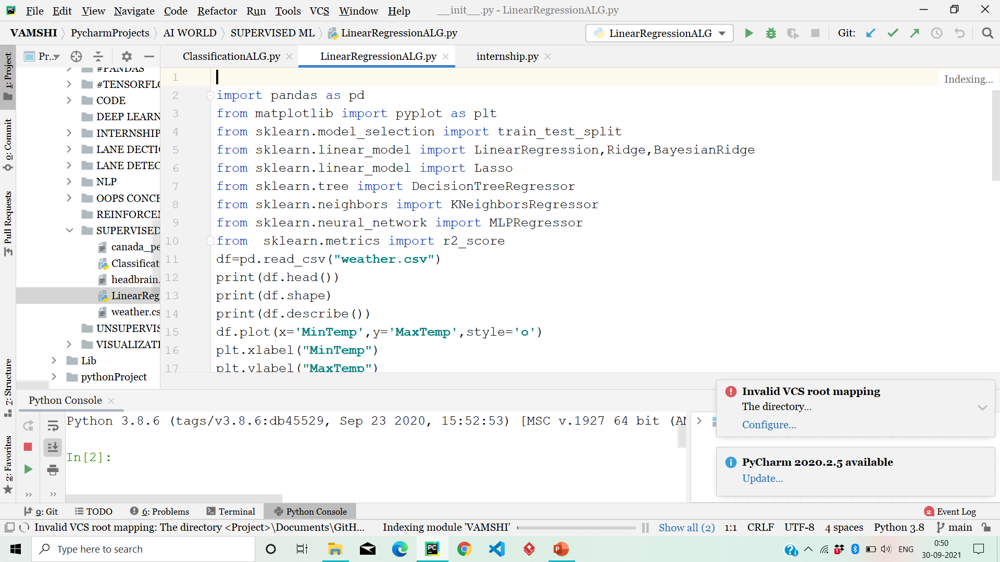 File Edit View Navigate Code Refactor Run Tools VCS Window Help __init__.py - LinearRegressionALG.py
VAMSHI PycharmProjects AI WORLD SUPERVISED ML LinearRegressionALG.py LinearRegressionALG Git:
1: Project
0: Commit
Pull Requests
7: Structure
2: Favorites
Pr...
ClassificationALG.py LinearRegressionALG.py internship.py
#PANDAS
#TENSORFLO
CODE
DEEP LEARN
INTERNSHIP
LANE DECTI
LANE DETEC
NLP
OOPS CONCE
REINFORCE
SUPERVISED
canada_pe
Classificat
headbrain.
LinearReg
weather.cs
UNSUPERVIS
VISUALIZATI
Lib
pythonProject
Indexing...
1
2 import pandas as pd
3 from matplotlib import pyplot as plt
4 from sklearn.model_selection import train_test_split
5 from sklearn.linear_model import LinearRegression,Ridge,BayesianRidge
6 from sklearn.linear_model import Lasso
7 from sklearn.tree import DecisionTreeRegressor
8 from sklearn.neighbors import KNeighborsRegressor
9 from sklearn.neural_network import MLPRegressor
10 from  sklearn.metrics import r2_score
11 df=pd.read_csv("weather.csv")
12 print(df.head())
13 print(df.shape)
14 print(df.describe())
15 df.plot(x='MinTemp',y='MaxTemp',style='o')
16 plt.xlabel("MinTemp")
17 plt.ylabel("MaxTemp")
Python Console
Python 3.8.6 (tags/v3.8.6:db45529, Sep 23 2020, 15:52:53) [MSC v.1927 64 bit (AM
In[2]:
Invalid VCS root mapping
The directory...
Configure...
PyCharm 2020.2.5 available
Update...
9: Git TODO 6: Problems Terminal Python Console 2 Event Log
Invalid VCS root mapping: The directory <Project>\Documents\GitH... Indexing module 'VAMSHI' Show all (2) 1:1 CRLF UTF-8 4 spaces Python 3.8 main
Type here to search
ENG
0:50
30-09-2021